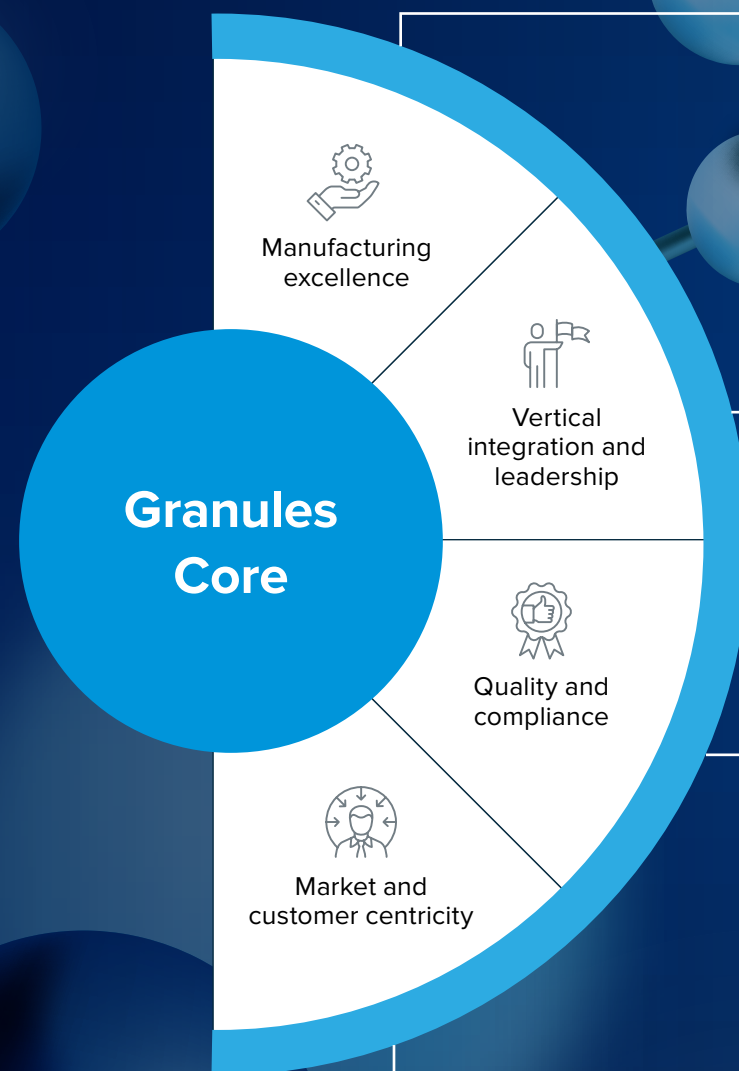 Manufacturing
excellence
Vertical
integration and
leadership
Granules
Core
Quality and
compliance
Market and
customer centricity